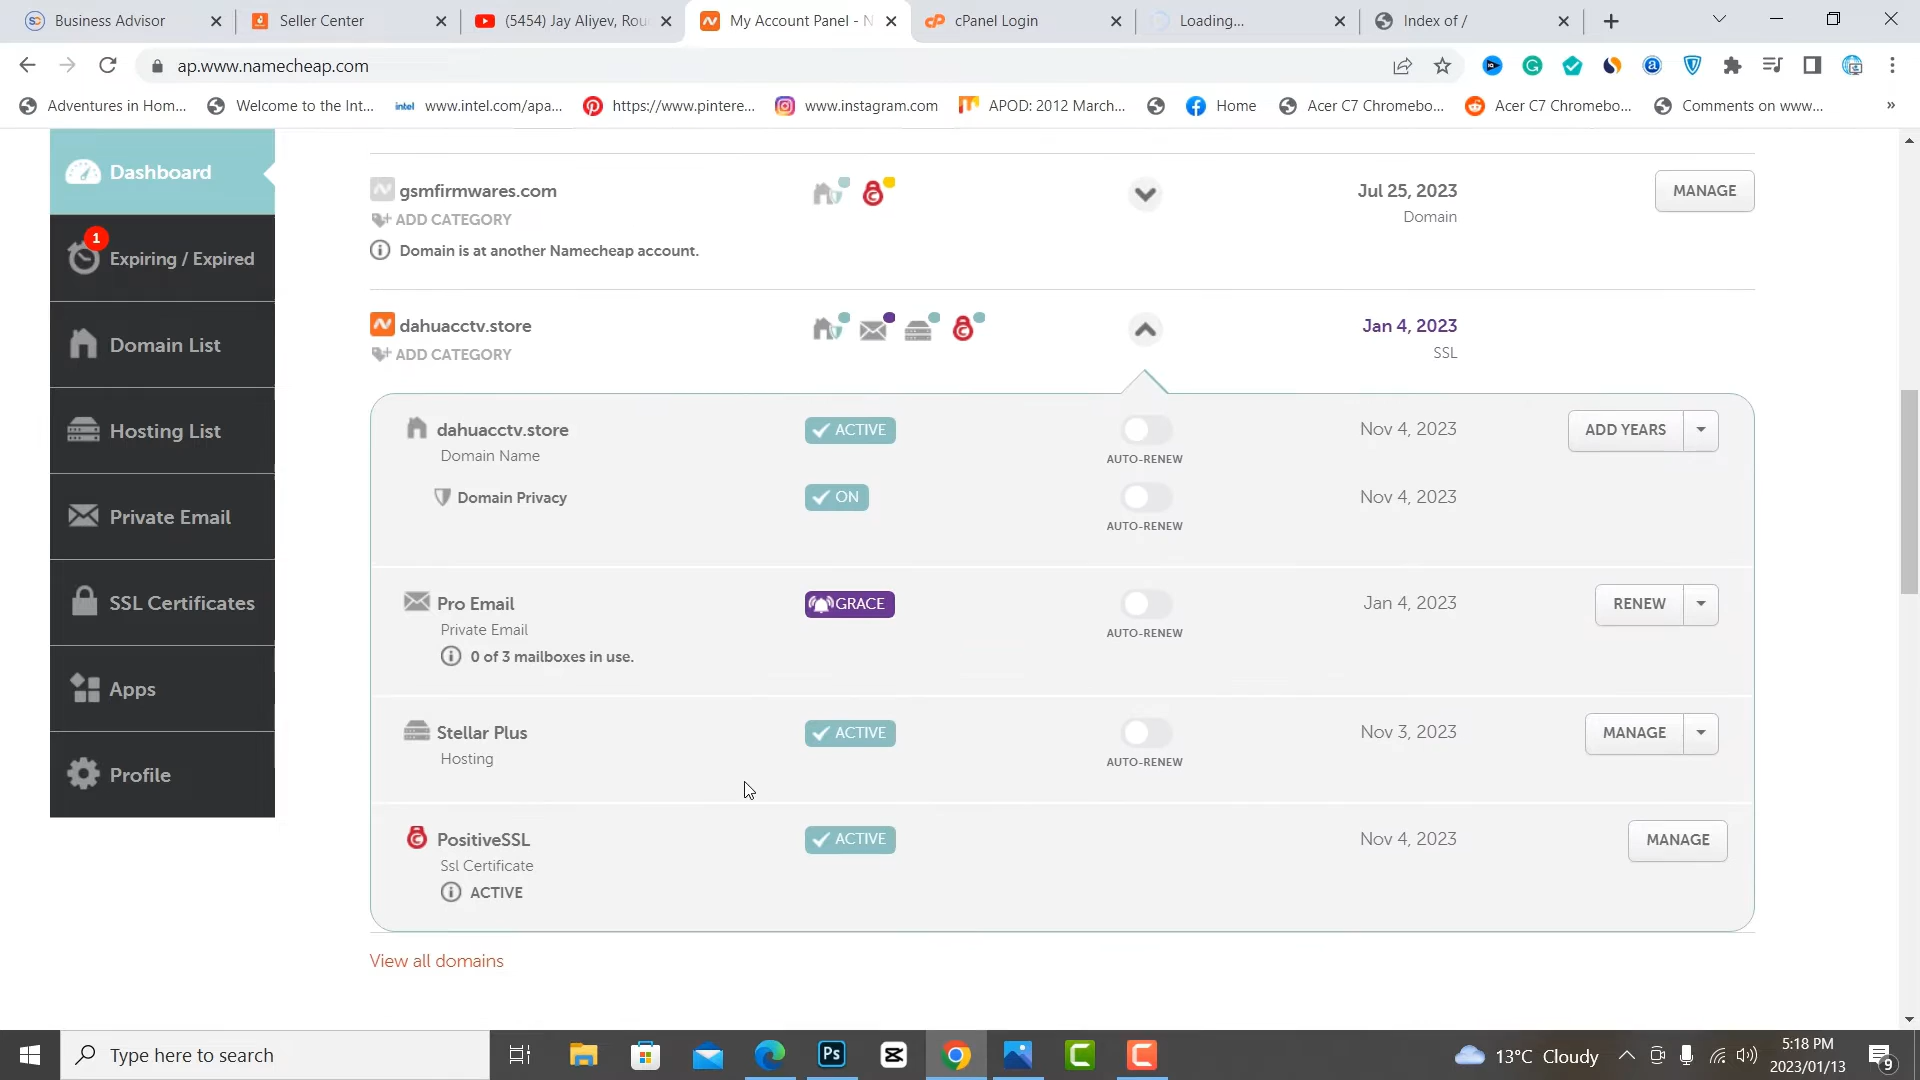 Business Advisor
Seller Center
(5454) Jay Aliyev, Rou
My Account Panel - N
cPanel Login
Loading...
Index of /
ap.www.namecheap.com
Adventures in Hom...
Welcome to the Int...
intel www.intel.com/apa...
https://www.pintere...
www.instagram.com
APOD: 2012 March...
Home
Acer C7 Chromebo...
Acer C7 Chromebo...
Comments on www...
»
Dashboard
1
Expiring / Expired
Domain List
Hosting List
Private Email
SSL Certificates
Apps
Profile
gsmfirmwares.com
Jul 25, 2023
MANAGE
ADD CATEGORY
Domain
Domain is at another Namecheap account.
dahuacctv.store
Jan 4, 2023
ADD CATEGORY
SSL
dahuacctv.store
ACTIVE
Nov 4, 2023
ADD YEARS
Domain Name
AUTO-RENEW
Domain Privacy
ON
Nov 4, 2023
AUTO-RENEW
Pro Email
GRACE
Jan 4, 2023
RENEW
Private Email
AUTO-RENEW
0 of 3 mailboxes in use.
Stellar Plus
ACTIVE
Nov 3, 2023
MANAGE
Hosting
AUTO-RENEW
PositiveSSL
ACTIVE
Nov 4, 2023
MANAGE
Ssl Certificate
ACTIVE
View all domains
Type here to search
Ps
13°C Cloudy
5:18 PM
2023/01/13
9